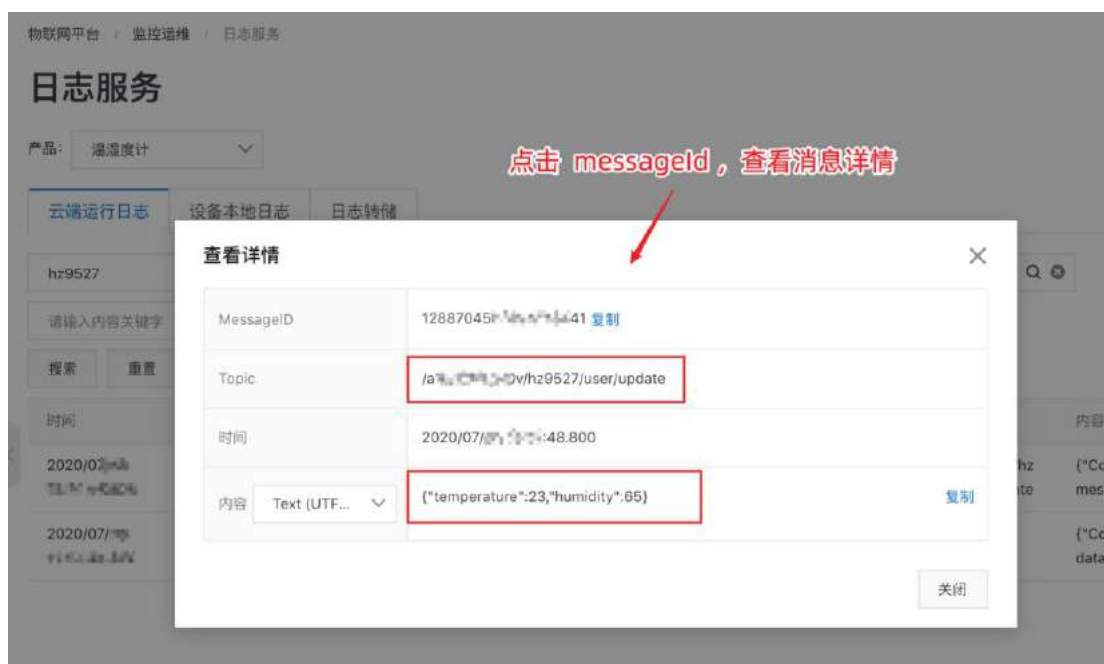 物联网平台 / 监控运维 / 日志服务
日志服务
产品: 温湿度计
点击 messageId，查看消息详情
云端运行日志 设备本地日志 日志转储
查看详情
hz9527
MessageID 12887045 41 复制
请输入内容关键字
搜索 重置
Topic /a v/hz9527/user/update
时间 内容
时间 2020/07/ :48.800
2020/07 hz {"Co
te mes
内容 Text (UTF... {"temperature":23,"humidity":65} 复制
2020/07/ {"Co
data
关闭